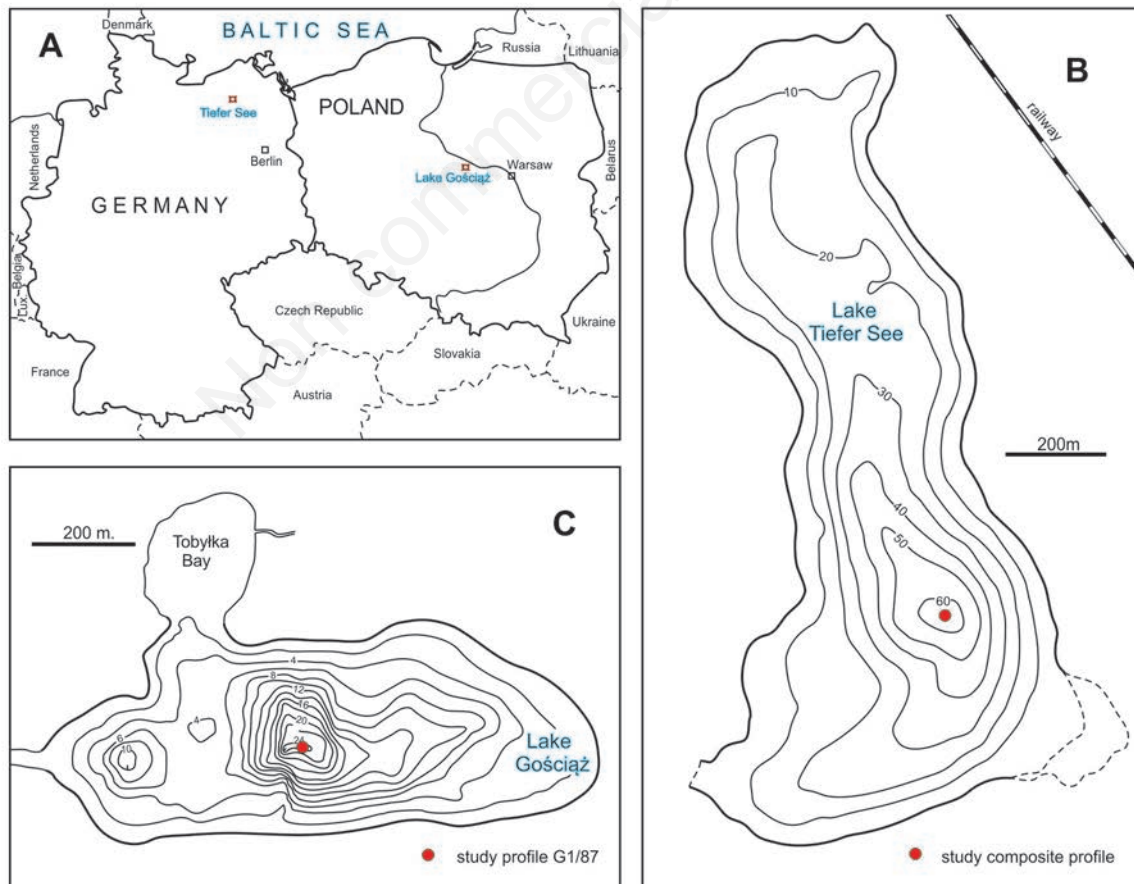 A
Denmark
BALTIC SEA
Russia
Lithuania
Tiefer See
POLAND
Netherlands
Berlin
Lake Gościąż
Warsaw
Belarus
GERMANY
Belgia
Lux.
Czech Republic
Ukraine
France
Slovakia
Austria
Non commercia
B
railway
10
20
Lake
Tiefer See
30
200m
40
50
60
study composite profile
C
200 m.
Tobyłka
Bay
4
8
12
16
20
24
4
6
10
Lake
Gościąż
study profile G1/87